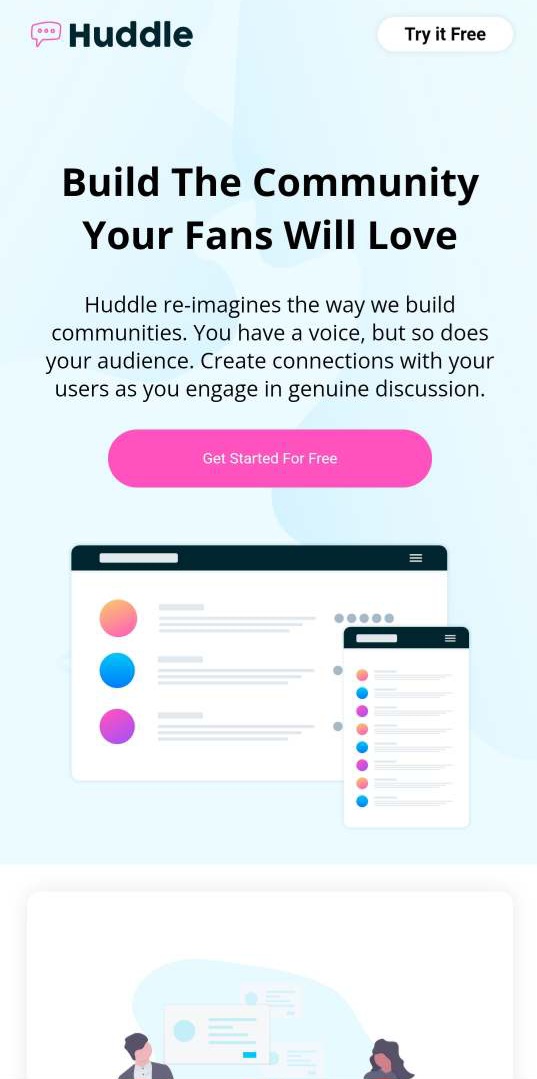 Huddle
Try it Free
Build The Community
Your Fans Will Love
Huddle re-imagines the way we build
communities. You have a voice, but so does
your audience. Create connections with your
users as you engage in genuine discussion.
Get Started For Free